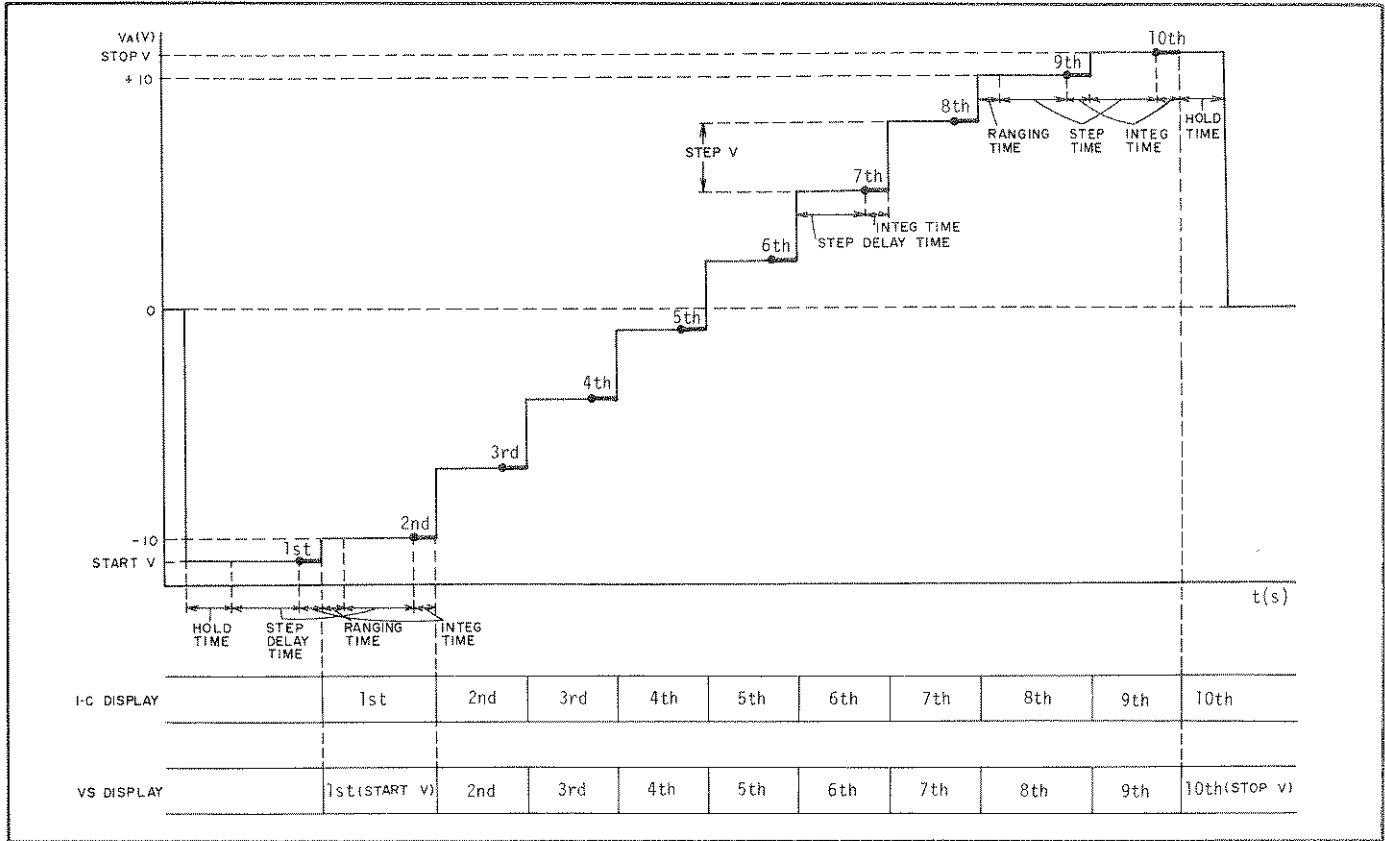 VA(V)
STOP V
+10
0
-10
START V
1st
2nd
3rd
4th
5th
6th
7th
8th
9th
10th
STEP V
INTEG TIME
STEP DELAY TIME
RANGING
TIME
STEP
TIME
INTEG
TIME
HOLD
TIME
t(s)
HOLD
TIME
STEP
DELAY
TIME
RANGING
TIME
INTEG
TIME
I-C DISPLAY 1st 2nd 3rd 4th 5th 6th 7th 8th 9th 10th
VS DISPLAY 1st(START V) 2nd 3rd 4th 5th 6th 7th 8th 9th 10th(STOP V)